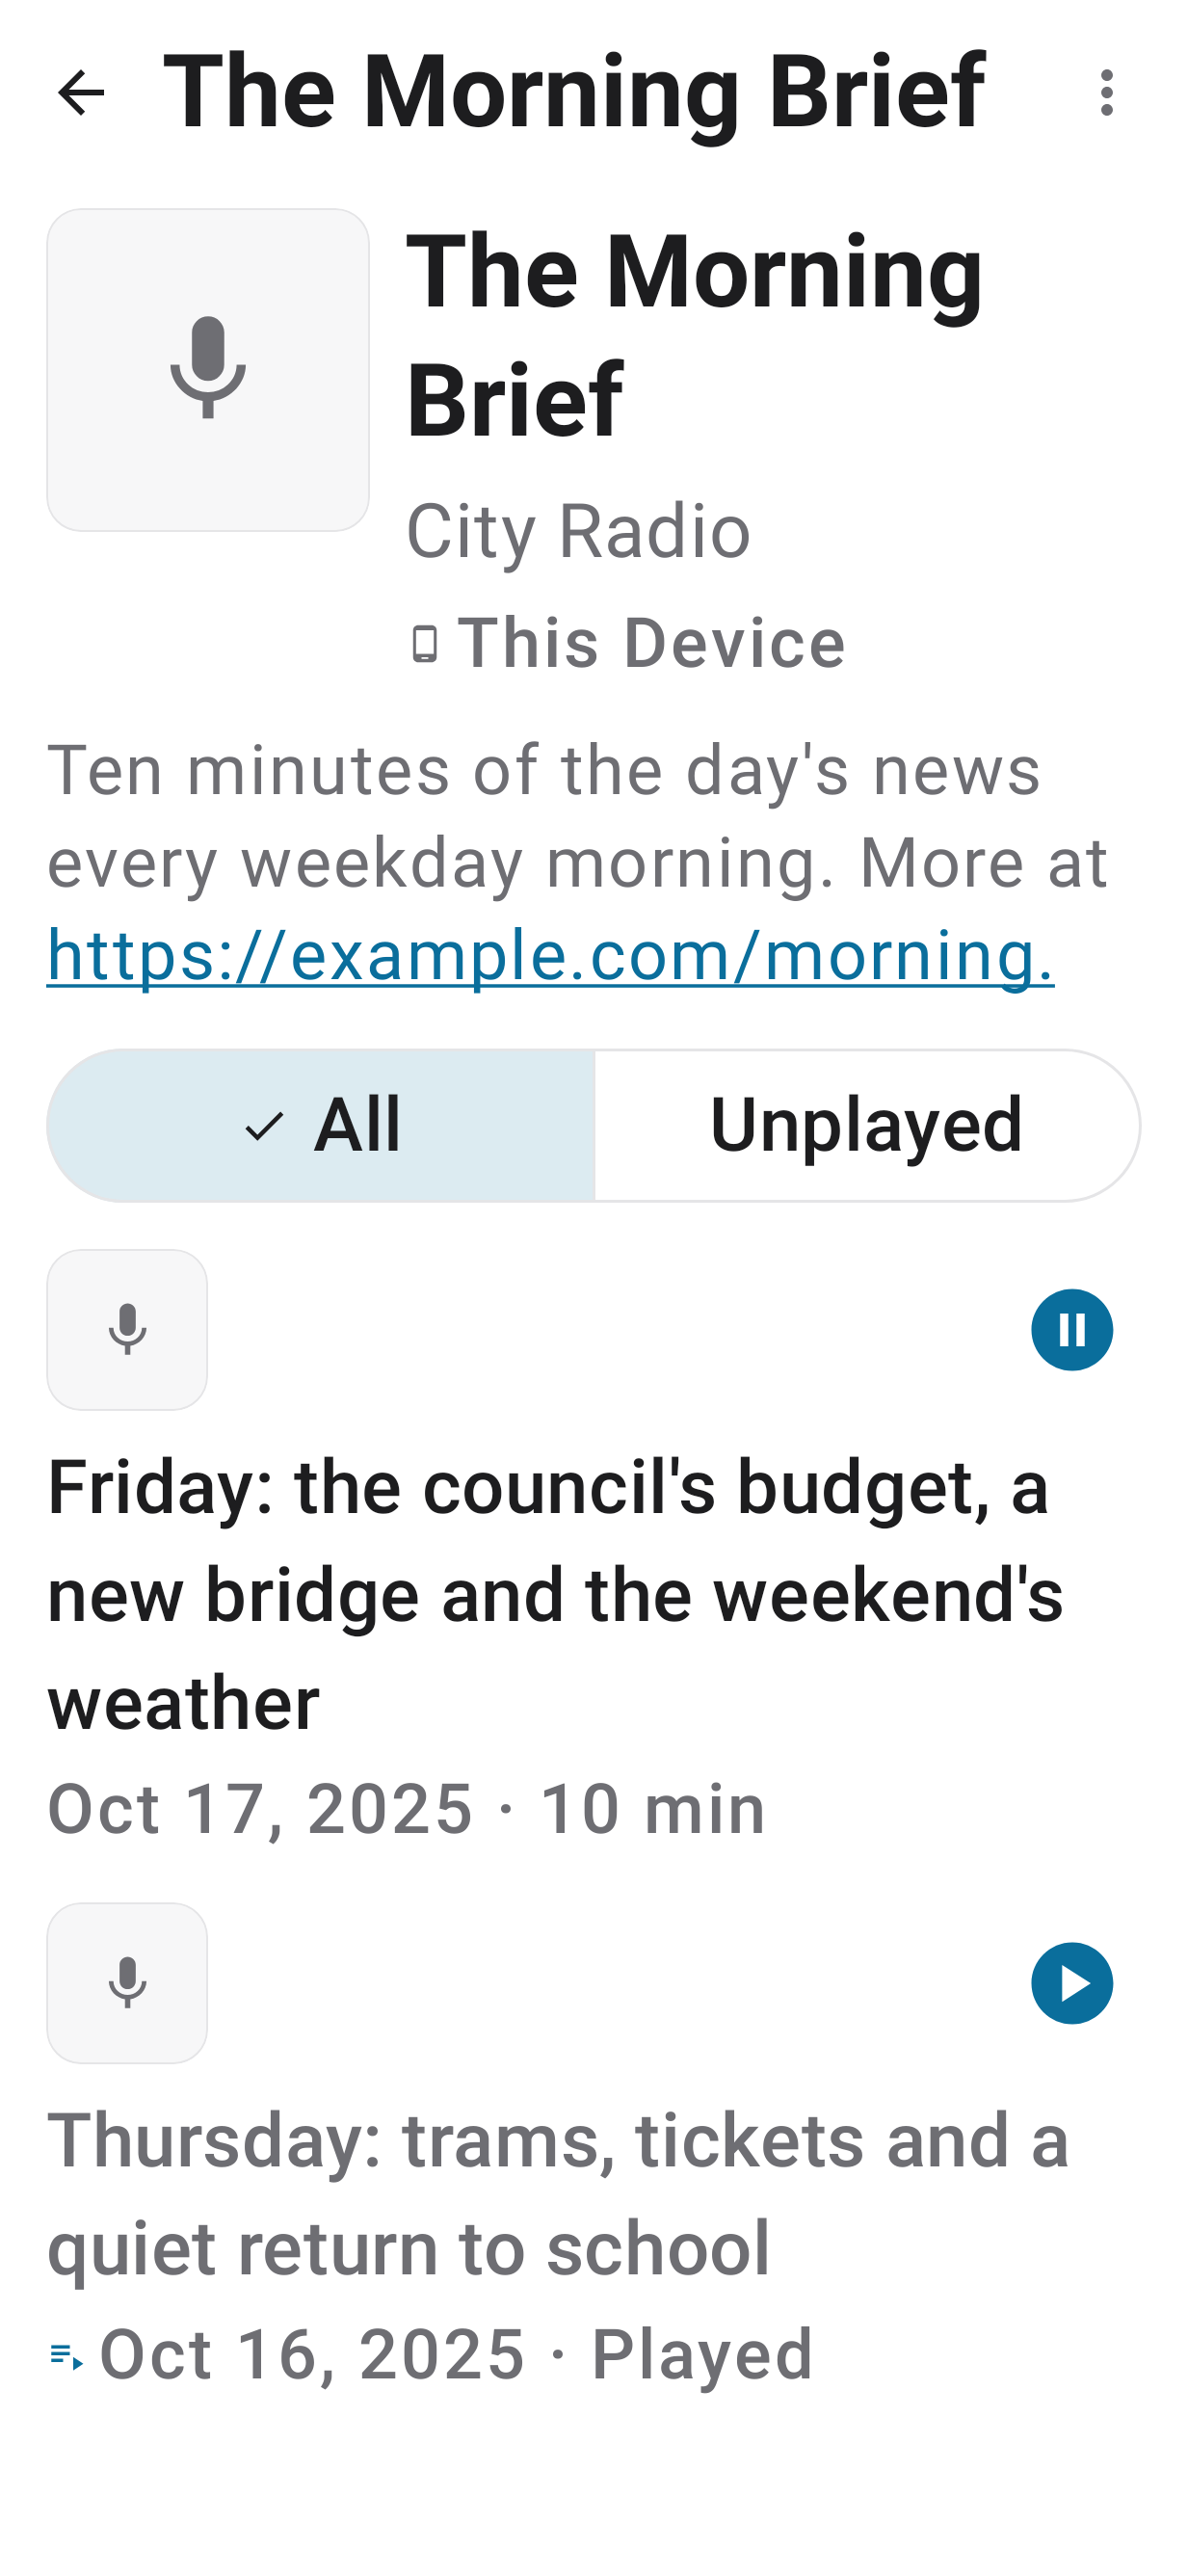 The Morning Brief
The Morning
Brief
City Radio
This Device
Ten minutes of the day's news
every weekday morning. More at
https://example.com/morning.
All
Unplayed
Friday: the council's budget, a
new bridge and the weekend's
weather
Oct 17, 2025 · 10 min
Thursday: trams, tickets and a
quiet return to school
Oct 16, 2025 · Played